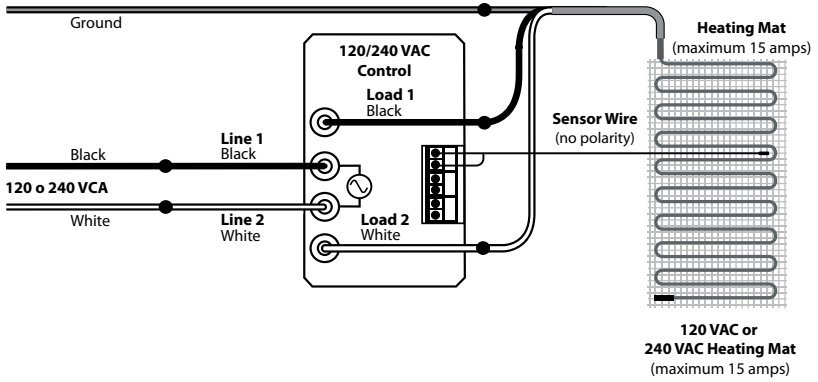 Ground
120/240 VAC
Control
Heating Mat
(maximum 15 amps)
Load 1
Black
Sensor Wire
(no polarity)
Black
Line 1
Black
120 o 240 VCA
White
Line 2
White
Load 2
White
120 VAC or
240 VAC Heating Mat
(maximum 15 amps)